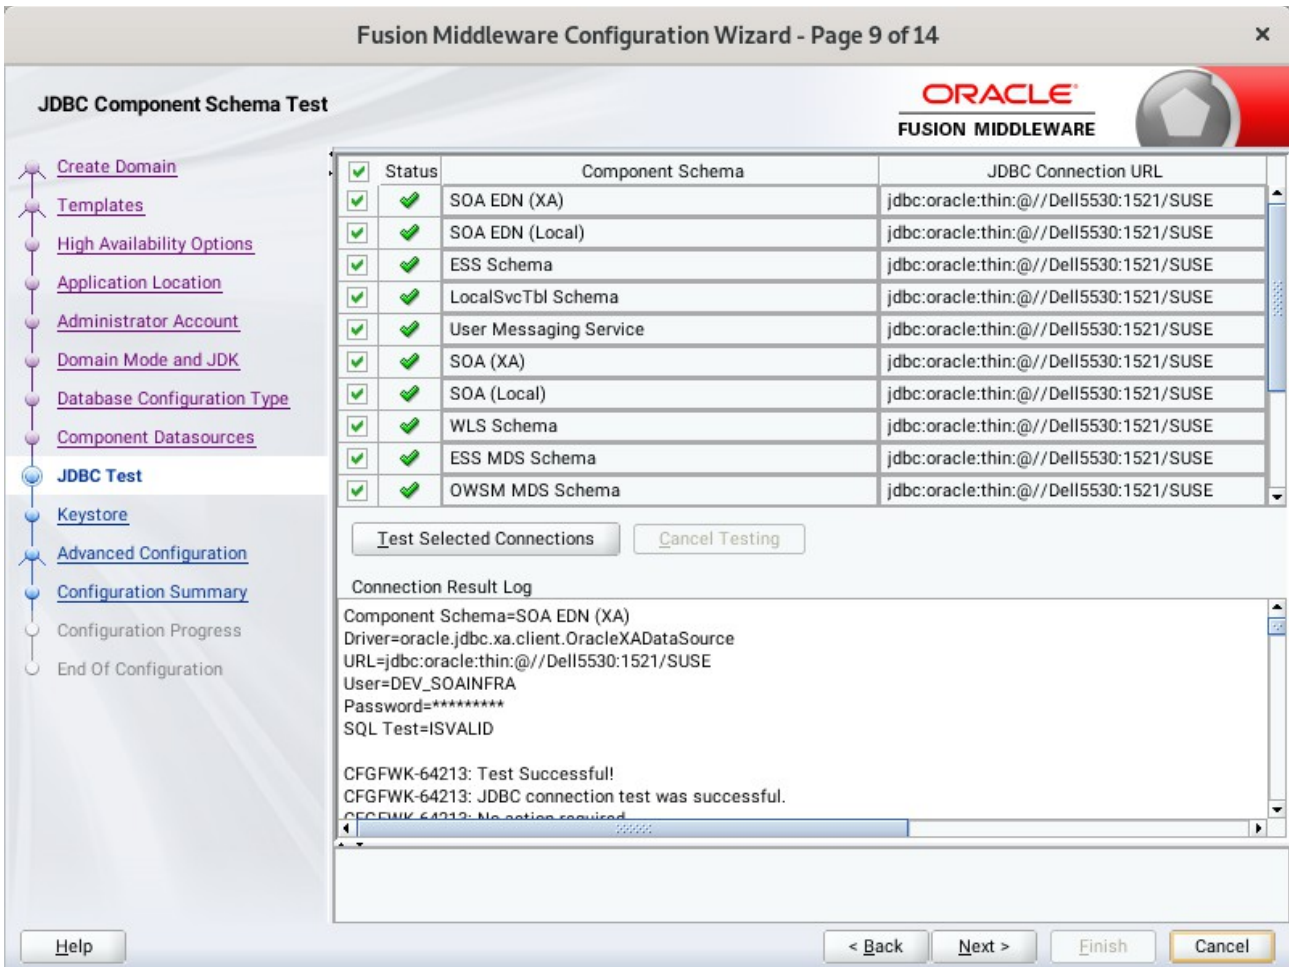 Fusion Middleware Configuration Wizard - Page 9 of 14
JDBC Component Schema Test
ORACLE
FUSION MIDDLEWARE
Create Domain
Templates
High Availability Options
Application Location
Administrator Account
Domain Mode and JDK
Database Configuration Type
Component Datasources
JDBC Test
Keystore
Advanced Configuration
Configuration Summary
Configuration Progress
End Of Configuration
Status Component Schema JDBC Connection URL
SOA EDN (XA) jdbc:oracle:thin:@//Dell5530:1521/SUSE
SOA EDN (Local) jdbc:oracle:thin:@//Dell5530:1521/SUSE
ESS Schema jdbc:oracle:thin:@//Dell5530:1521/SUSE
LocalSvcTbl Schema jdbc:oracle:thin:@//Dell5530:1521/SUSE
User Messaging Service jdbc:oracle:thin:@//Dell5530:1521/SUSE
SOA (XA) jdbc:oracle:thin:@//Dell5530:1521/SUSE
SOA (Local) jdbc:oracle:thin:@//Dell5530:1521/SUSE
WLS Schema jdbc:oracle:thin:@//Dell5530:1521/SUSE
ESS MDS Schema jdbc:oracle:thin:@//Dell5530:1521/SUSE
OWSM MDS Schema jdbc:oracle:thin:@//Dell5530:1521/SUSE
Test Selected Connections Cancel Testing
Connection Result Log
Component Schema=SOA EDN (XA)
Driver=oracle.jdbc.xa.client.OracleXADataSource
URL=jdbc:oracle:thin:@//Dell5530:1521/SUSE
User=DEV_SOAINFRA
Password=*********
SQL Test=ISVALID
CFGFWK-64213: Test Successful!
CFGFWK-64213: JDBC connection test was successful.
CFGFWK-64213: No action required
Help < Back Next > Finish Cancel